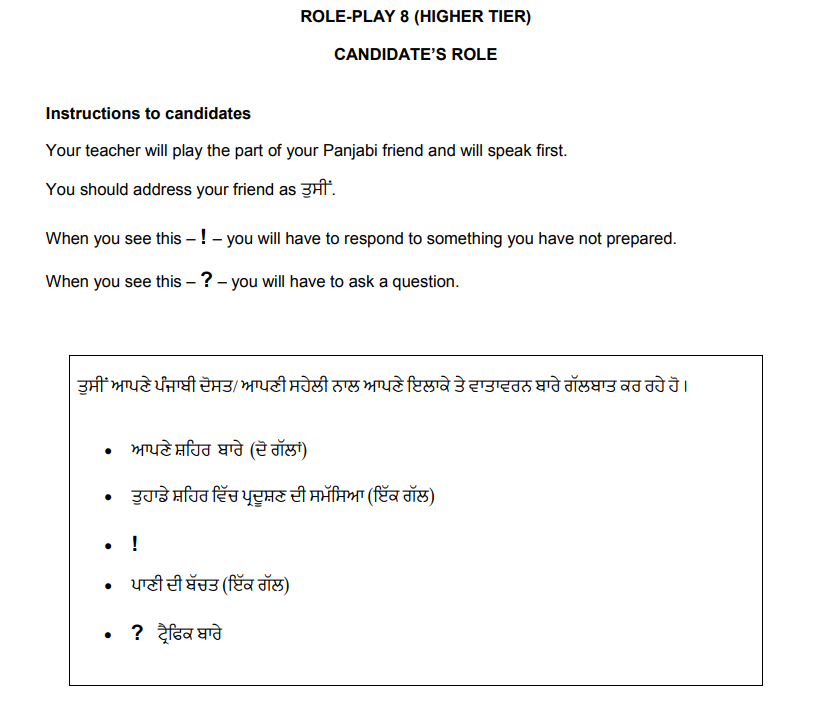 ROLE-PLAY 8 (HIGHER TIER)
CANDIDATE'S ROLE
Instructions to candidates
Your teacher will play the part of your Panjabi friend and will speak first.
You should address your friend as ਤੁਸੀਂ.
When you see this – ! – you will have to respond to something you have not prepared.
When you see this – ? – you will have to ask a question.
ਤੁਸੀਂ ਆਪਣੇ ਪੰਜਾਬੀ ਦੋਸਤ/ ਆਪਣੀ ਸਹੇਲੀ ਨਾਲ ਆਪਣੇ ਇਲਾਕੇ ਤੇ ਵਾਤਾਵਰਨ ਬਾਰੇ ਗੱਲਬਾਤ ਕਰ ਰਹੇ ਹੋ।
• ਆਪਣੇ ਸ਼ਹਿਰ ਬਾਰੇ (ਦੋ ਗੱਲਾਂ)
• ਤੁਹਾਡੇ ਸ਼ਹਿਰ ਵਿੱਚ ਪ੍ਰਦੂਸ਼ਣ ਦੀ ਸਮੱਸਿਆ (ਇੱਕ ਗੱਲ)
• !
• ਪਾਣੀ ਦੀ ਬੱਚਤ (ਇੱਕ ਗੱਲ)
• ? ਟ੍ਰੈਫਿਕ ਬਾਰੇ